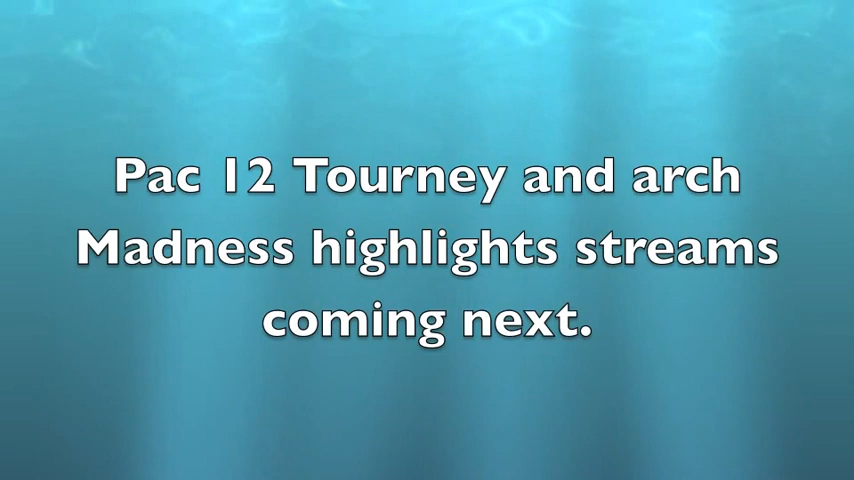 Pac 12 Tourney and arch
Madness highlights streams
coming next.